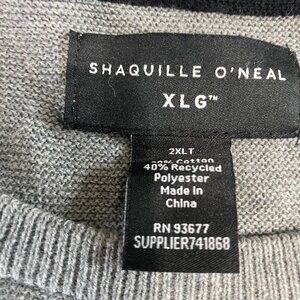 SHAQUILLE O'NEAL
XLG™
2XLT
Cotton
40% Recycled
Polyester
Made in
China
RN 93677
SUPPLIER741868